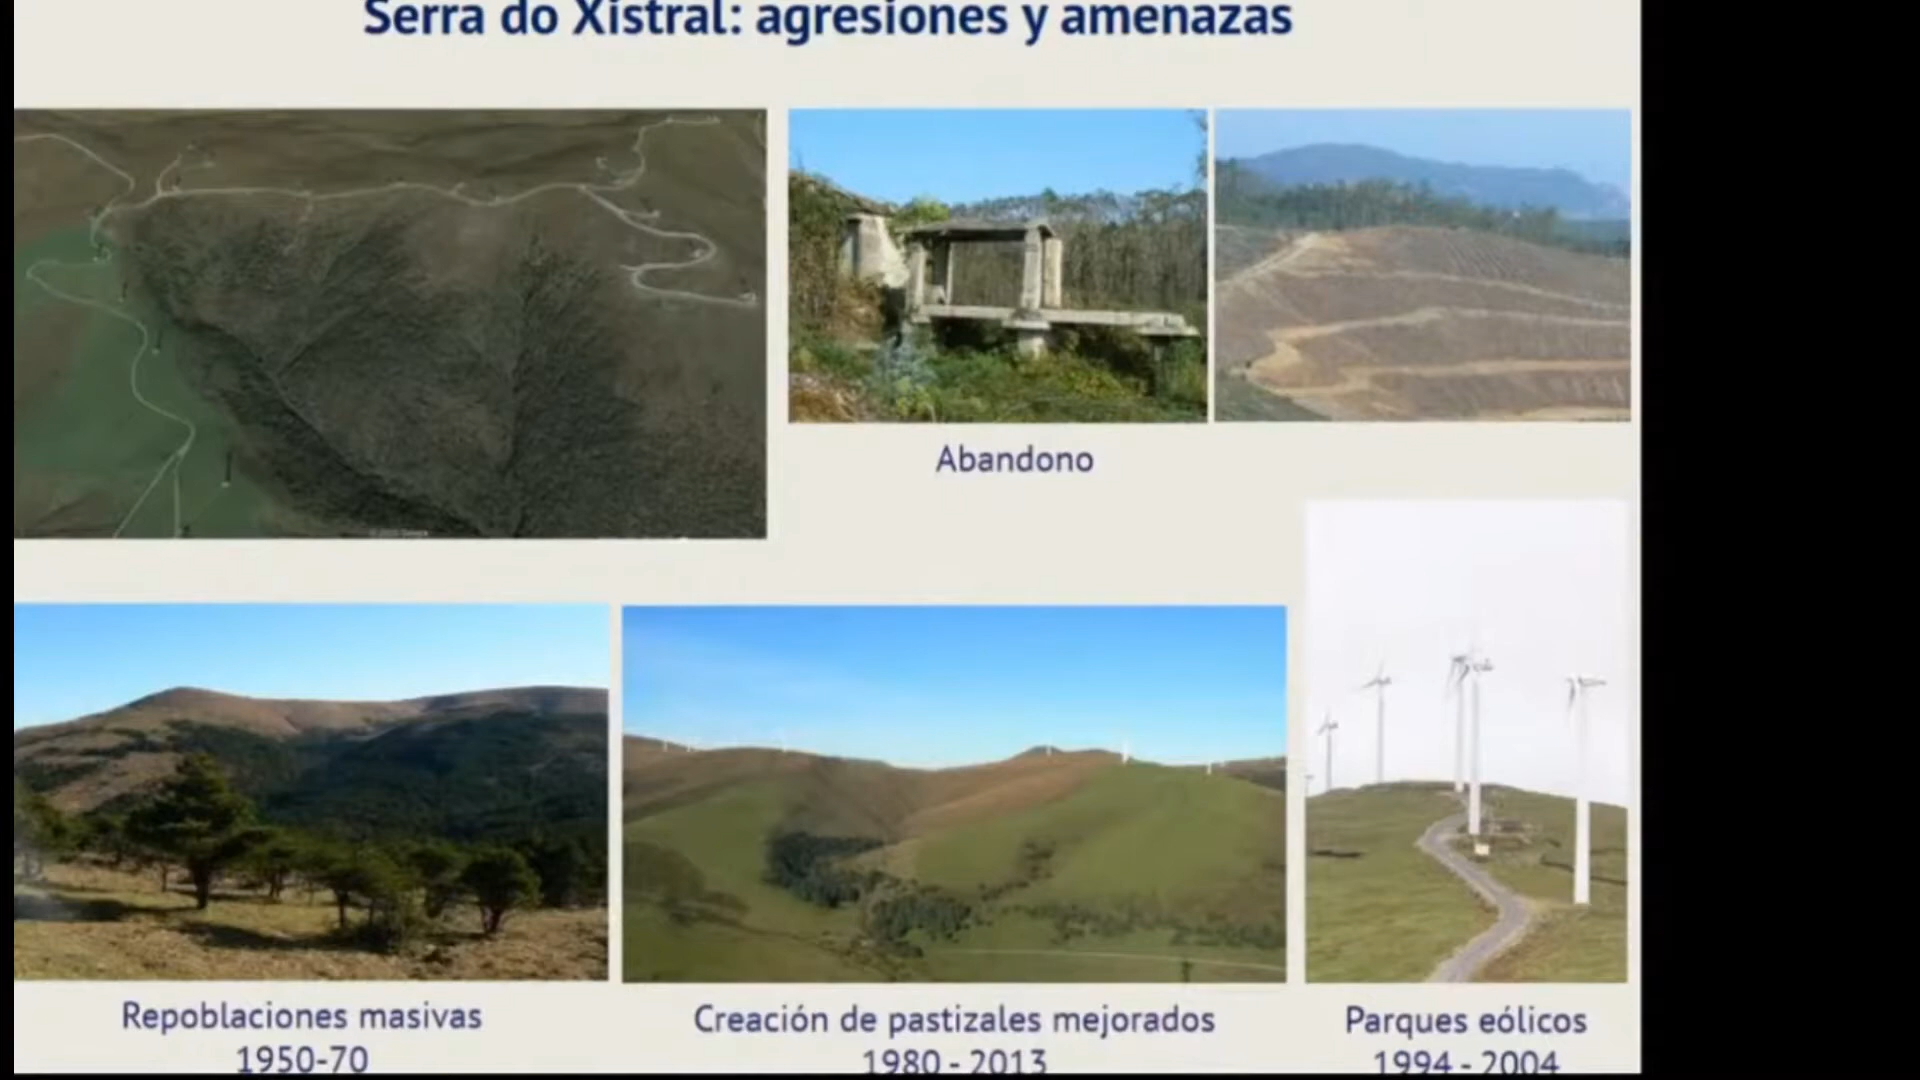 Serra do Xistral: agresiones y amenazas
Abandono
Repoblaciones masivas
1950-70
Creación de pastizales mejorados
1980 - 2013
Parques eólicos
1994 - 2004